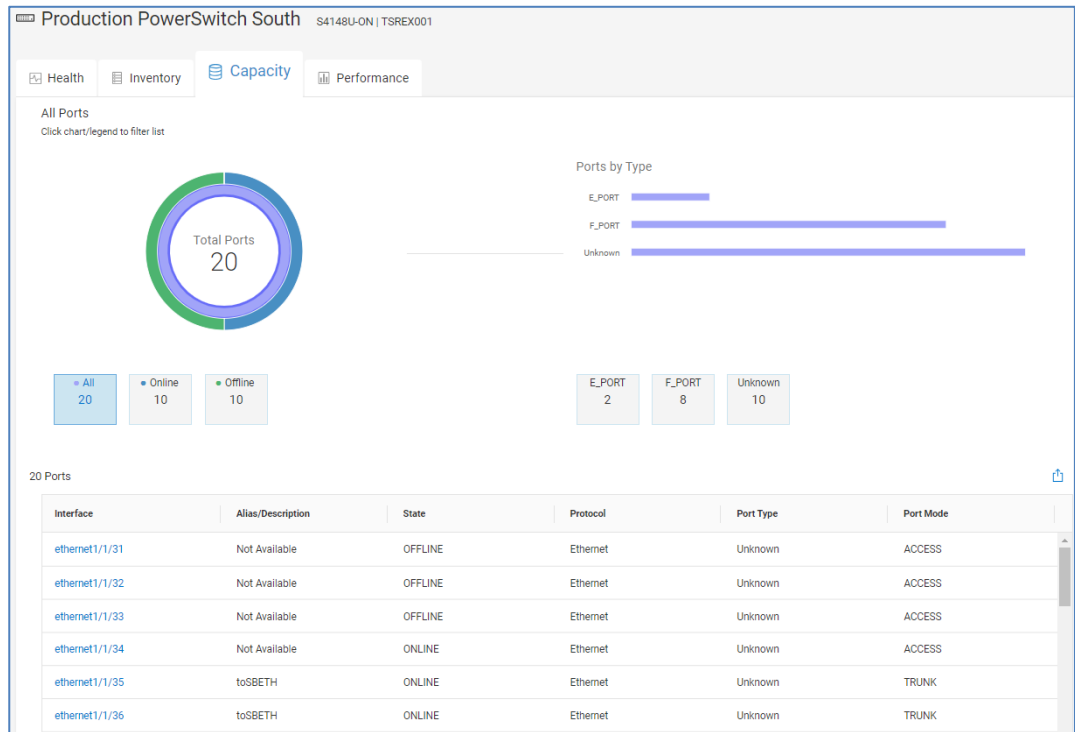 Production PowerSwitch South S4148U-ON | TSREX001
Health Inventory Capacity Performance
All Ports
Click chart/legend to filter list
Total Ports
20
Ports by Type
E_PORT
F_PORT
Unknown
All Online Offline
20 10 10
E_PORT F_PORT Unknown
2 8 10
20 Ports
Interface Alias/Description State Protocol Port Type Port Mode
ethernet1/1/31 Not Available OFFLINE Ethernet Unknown ACCESS
ethernet1/1/32 Not Available OFFLINE Ethernet Unknown ACCESS
ethernet1/1/33 Not Available OFFLINE Ethernet Unknown ACCESS
ethernet1/1/34 Not Available ONLINE Ethernet Unknown ACCESS
ethernet1/1/35 toSBETH ONLINE Ethernet Unknown TRUNK
ethernet1/1/36 toSBETH ONLINE Ethernet Unknown TRUNK